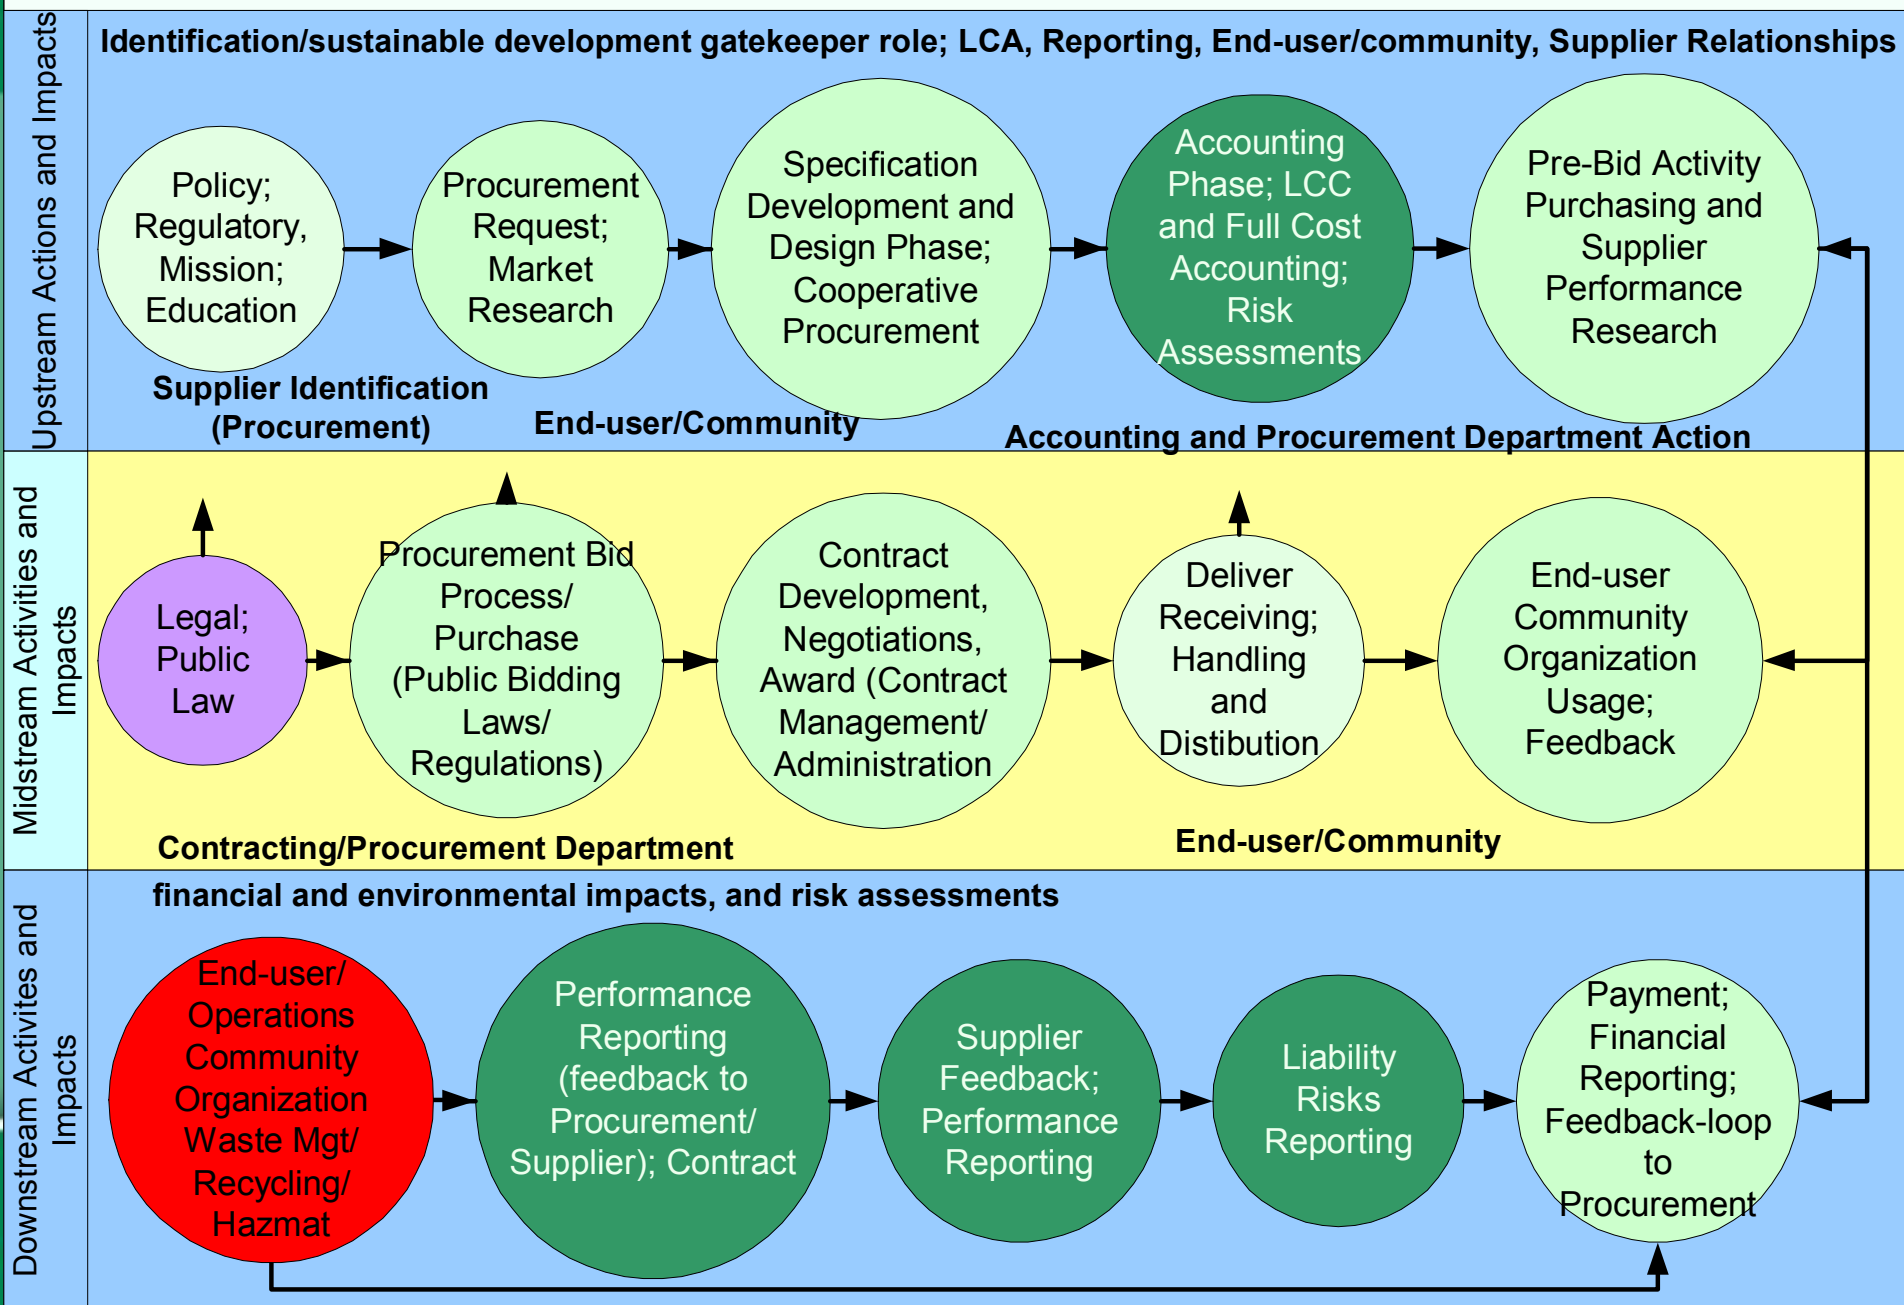 Upstream Actions and Impacts
Identification/sustainable development gatekeeper role; LCA, Reporting, End-user/community, Supplier Relationships
Policy;
Regulatory,
Mission;
Education
Procurement
Request;
Market
Research
Specification
Development and
Design Phase;
Cooperative
Procurement
Accounting
Phase; LCC
and Full Cost
Accounting;
Risk
Assessments
Pre-Bid Activity
Purchasing and
Supplier
Performance
Research
Supplier Identification
(Procurement)
End-user/Community
Accounting and Procurement Department Action
Midstream Activities and
Impacts
Legal;
Public
Law
Procurement Bid
Process/
Purchase
(Public Bidding
Laws/
Regulations)
Contract
Development,
Negotiations,
Award (Contract
Management/
Administration
Deliver
Receiving;
Handling
and
Distibution
End-user
Community
Organization
Usage;
Feedback
Contracting/Procurement Department
End-user/Community
Downstream Activites and
Impacts
financial and environmental impacts, and risk assessments
End-user/
Operations
Community
Organization
Waste Mgt/
Recycling/
Hazmat
Performance
Reporting
(feedback to
Procurement/
Supplier); Contract
Supplier
Feedback;
Performance
Reporting
Liability
Risks
Reporting
Payment;
Financial
Reporting;
Feedback-loop
to
Procurement